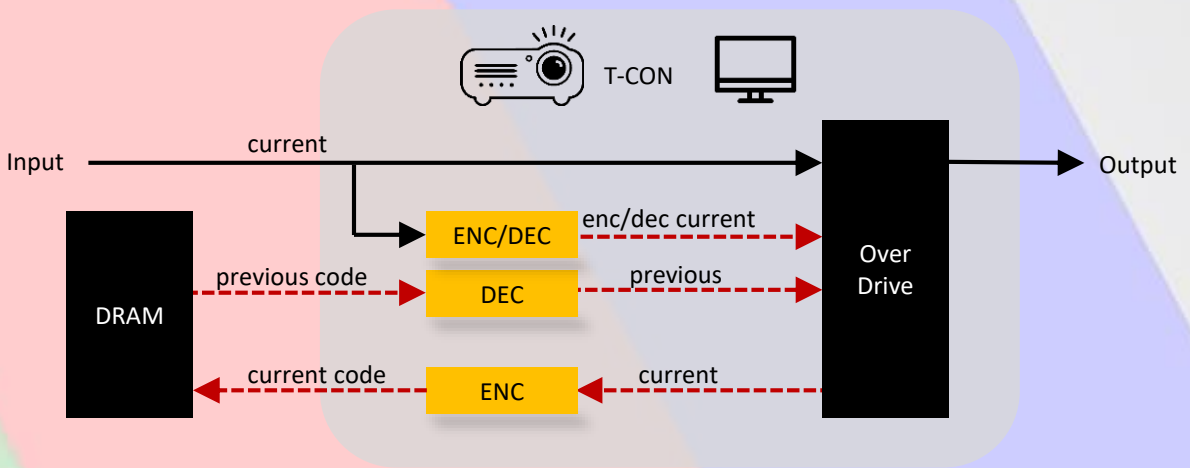 T-CON
current
Input
Output
ENC/DEC
enc/dec current
Over
Drive
previous code
DEC
previous
DRAM
current code
ENC
current